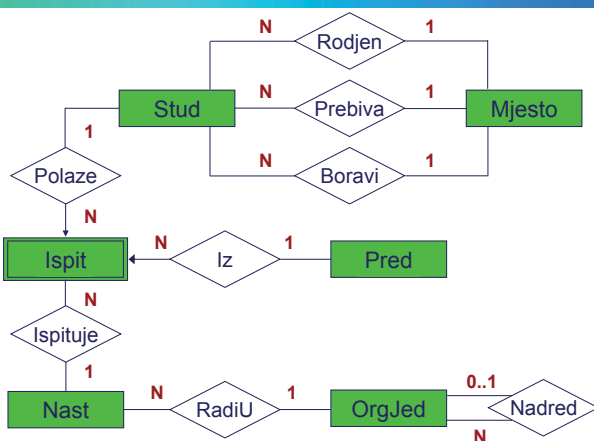 N Rodjen 1
Stud N Prebiva 1 Mjesto
1 N Boravi 1
Polaze
N
Ispit N Iz 1 Pred
N
Ispituje
1
Nast N RadiU 1 OrgJed 0..1 Nadred
N